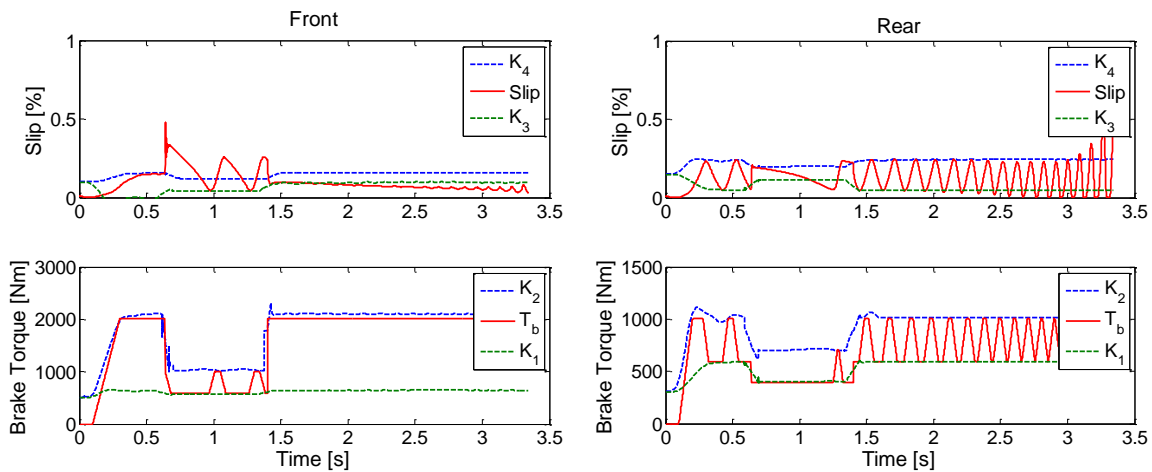 Front
Slip [%]
1
0.5
0
0 0.5 1 1.5 2 2.5 3 3.5
K4
Slip
K3
Rear
Slip [%]
1
0.5
0
0 0.5 1 1.5 2 2.5 3 3.5
K4
Slip
K3
Brake Torque [Nm]
3000
2000
1000
0
0 0.5 1 1.5 2 2.5 3 3.5
Time [s]
K2
Tb
K1
Brake Torque [Nm]
1500
1000
500
0
0 0.5 1 1.5 2 2.5 3 3.5
Time [s]
K2
Tb
K1